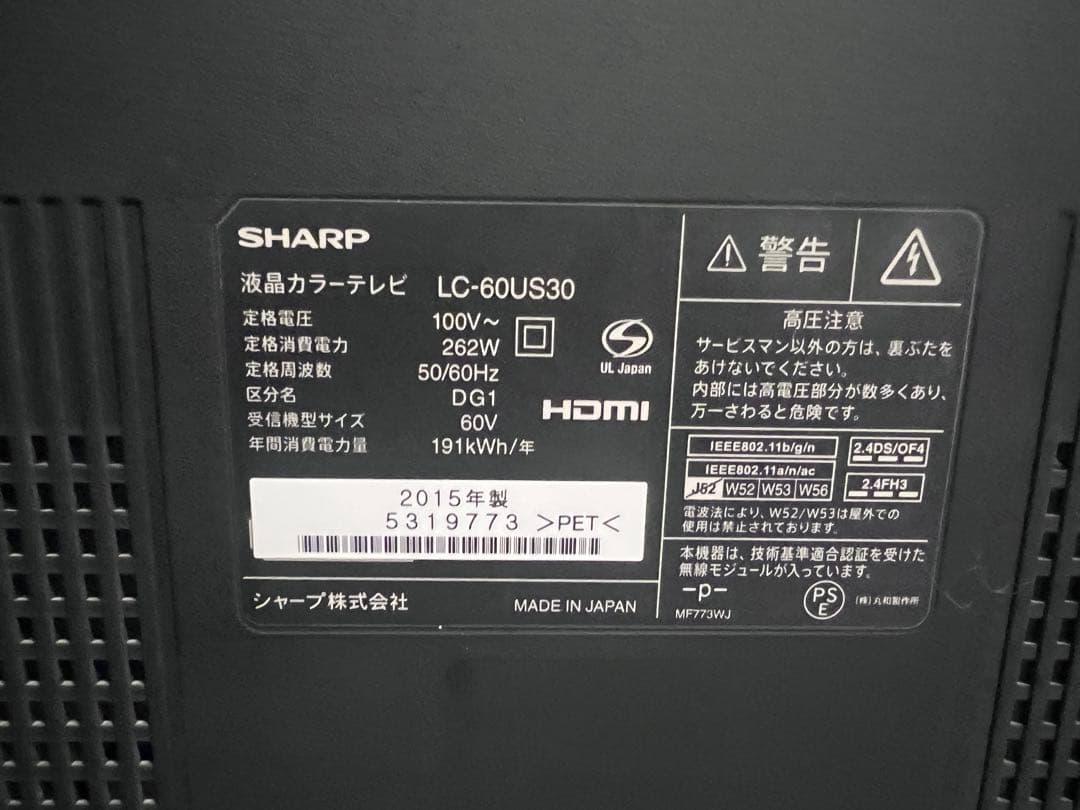 SHARP
液晶カラーテレビ LC-60US30
定格電圧 100V～
定格消費電力 262W
定格周波数 50/60Hz
区分名 DG1
受信機型サイズ 60V
年間消費電力量 191kWh/年
UL Japan
HDMI
2015年製
5319773 >PET<
シャープ株式会社 MADE IN JAPAN
警告
高圧注意
サービスマン以外の方は、裏ぶたを
あけないでください。
内部には高電圧部分が数多くあり、
万一さわると危険です。
IEEE802.11b/g/n 2.4DS/OF4
IEEE802.11a/n/ac
J52 W52 W53 W56 2.4FH3
電波法により、W52/W53は屋外での
使用は禁止されております。
本機器は、技術基準適合認証を受けた
無線モジュールが入っています。
-p-
MF773WJ
PS
E
(株)丸和製作所